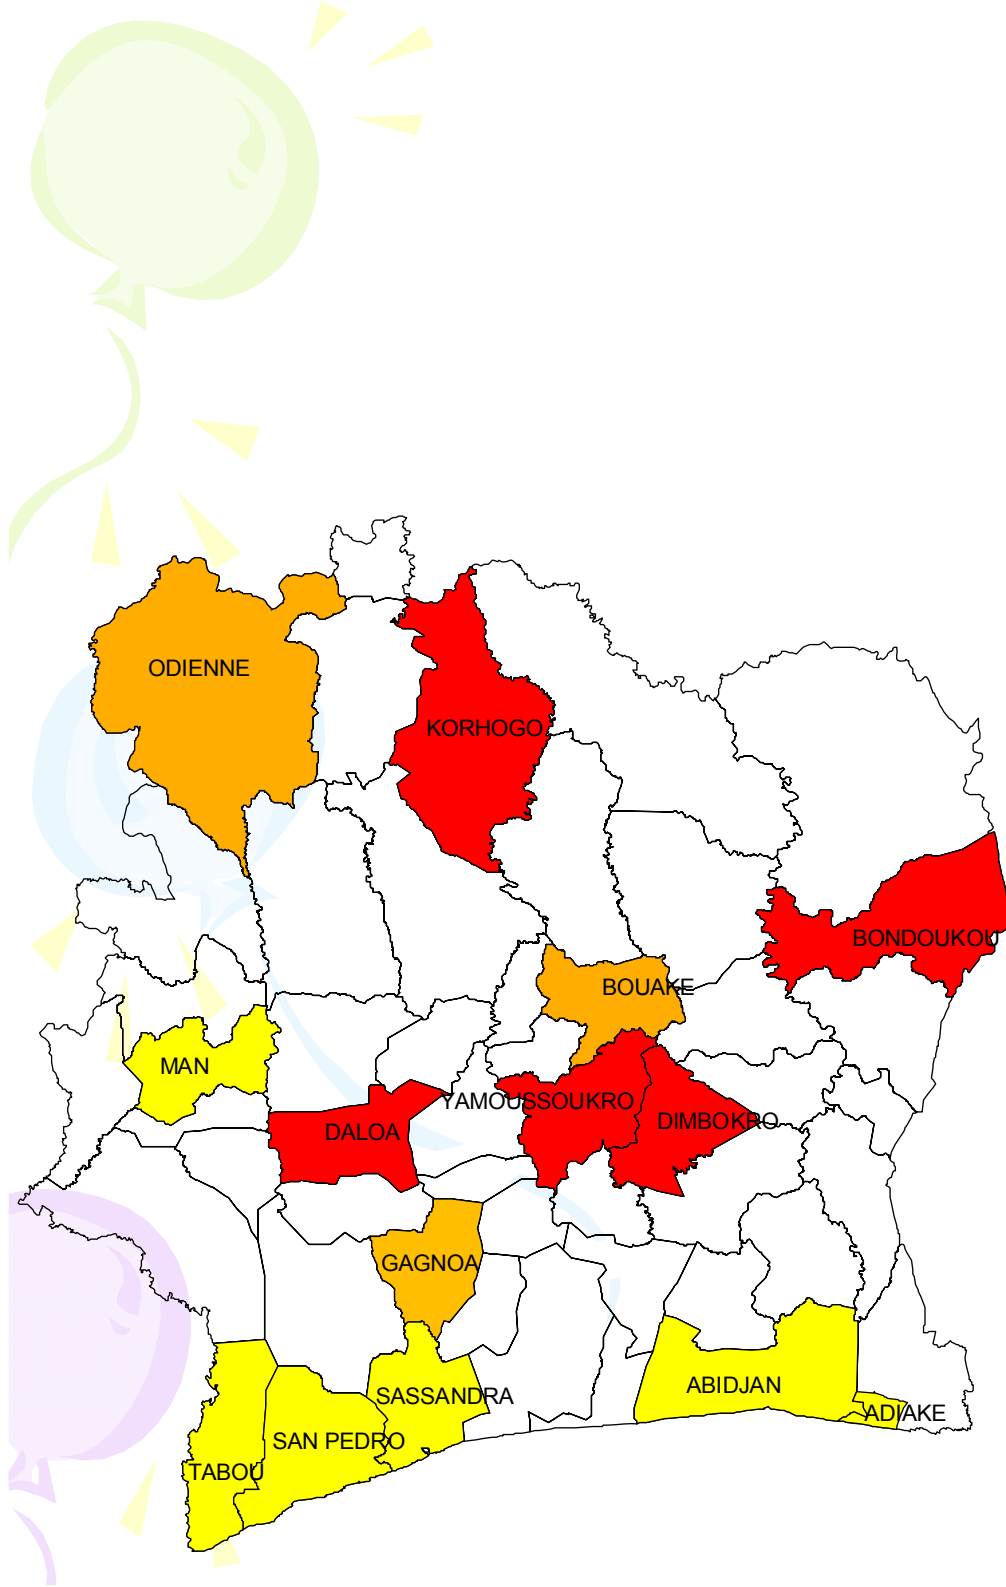 ODIENNE
KORHOGO
BONDOUKOU
BOUAKE
MAN
YAMOUSSOUKRO
DIMBOKRO
DALOA
GAGNOA
ABIDJAN
SASSANDRA
ADIAKE
SAN PEDRO
TABOU